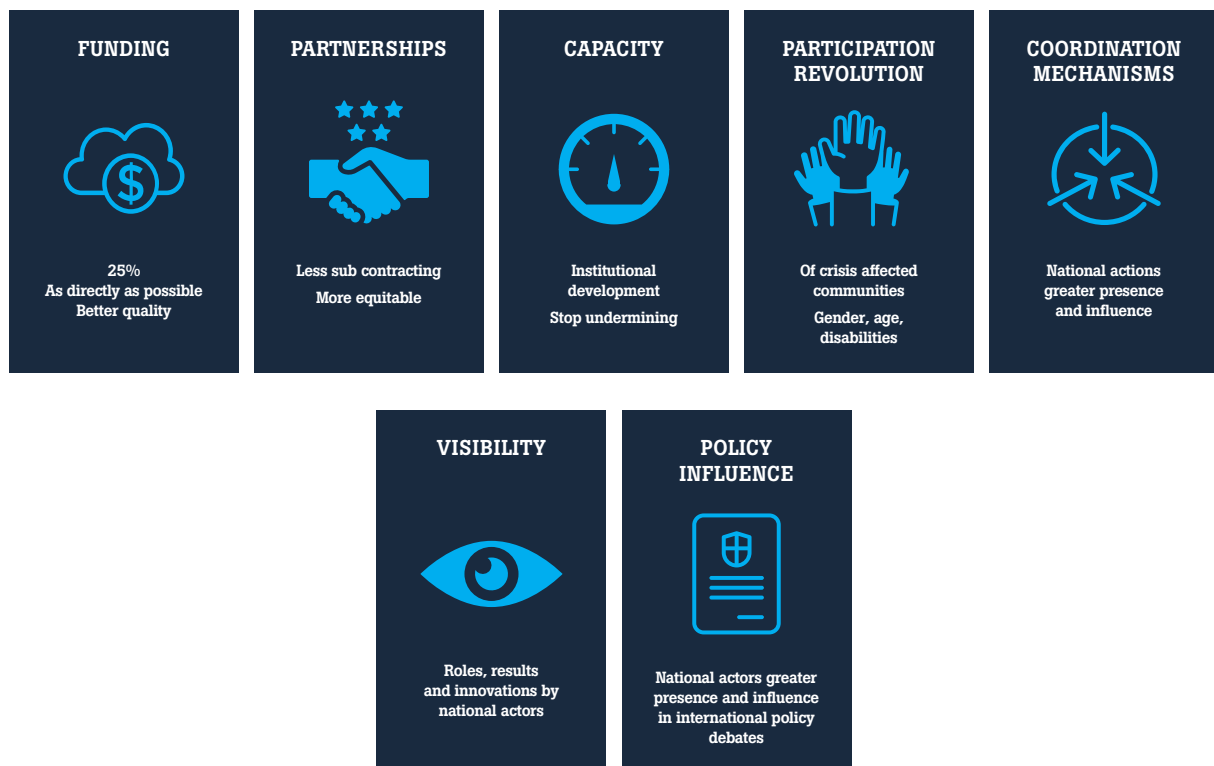 FUNDING
25%
As directly as possible
Better quality
PARTNERSHIPS
Less sub contracting
More equitable
CAPACITY
Institutional
development
Stop undermining
PARTICIPATION
REVOLUTION
Of crisis affected
communities
Gender, age,
disabilities
COORDINATION
MECHANISMS
National actions
greater presence
and influence
VISIBILITY
Roles, results
and innovations by
national actors
POLICY
INFLUENCE
National actors greater
presence and influence
in international policy
debates